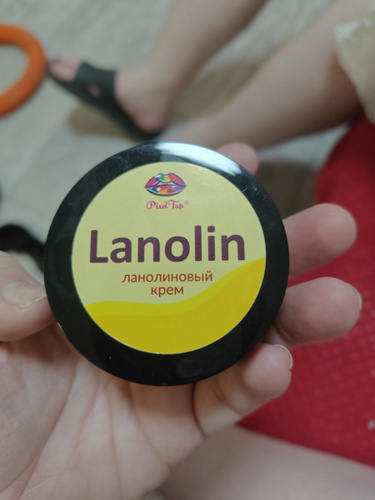 Pixel Tap®
Lanolin
ланолиновый
крем